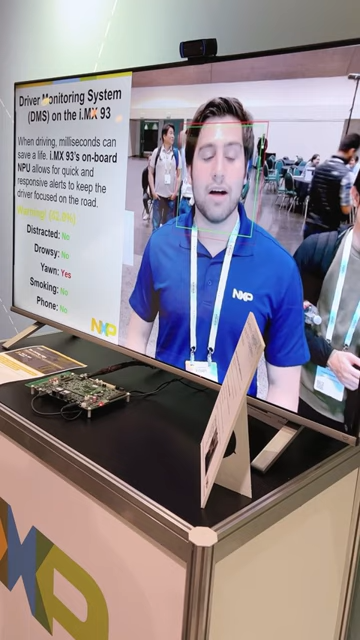 Driver Monitoring System
(DMS) on the i.MX 93
When driving, milliseconds can
save a life. i.MX 93's on-board
NPU allows for quick and
responsive alerts to keep the
driver focused on the road.
Distracted: No
Drowsy: No
Yawn: Yes
Smoking: No
Phone: No
NXP
NXP
NXP